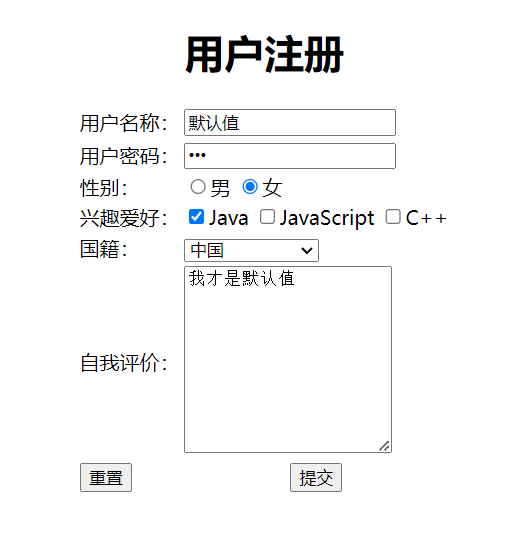 用户注册
用户名称： 默认值
用户密码： •••
性别： 男 女
兴趣爱好： Java JavaScript C++
国籍： 中国
我才是默认值
自我评价：
重置 提交